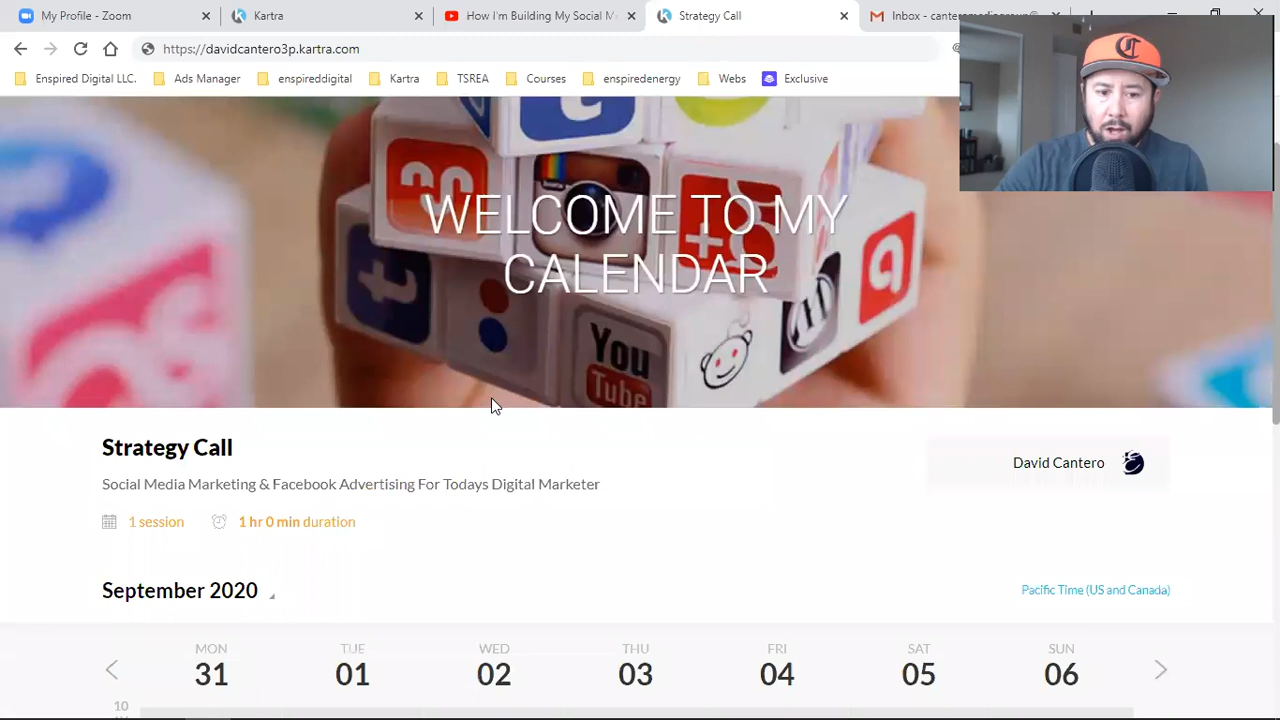 My Profile - Zoom
Kartra
How I'm Building My Social M
Strategy Call
https://davidcantero3p.kartra.com
Enspired Digital LLC.
Ads Manager
enspireddigital
Kartra
TSREA
Courses
enspiredenergy
Webs
Exclusive
WELCOME TO MY
CALENDAR
You
Tube
Strategy Call
David Cantero
Social Media Marketing & Facebook Advertising For Todays Digital Marketer
1 session
1 hr 0 min duration
September 2020
Pacific Time (US and Canada)
MON TUE WED THU FRI SAT SUN
31 01 02 03 04 05 06
10